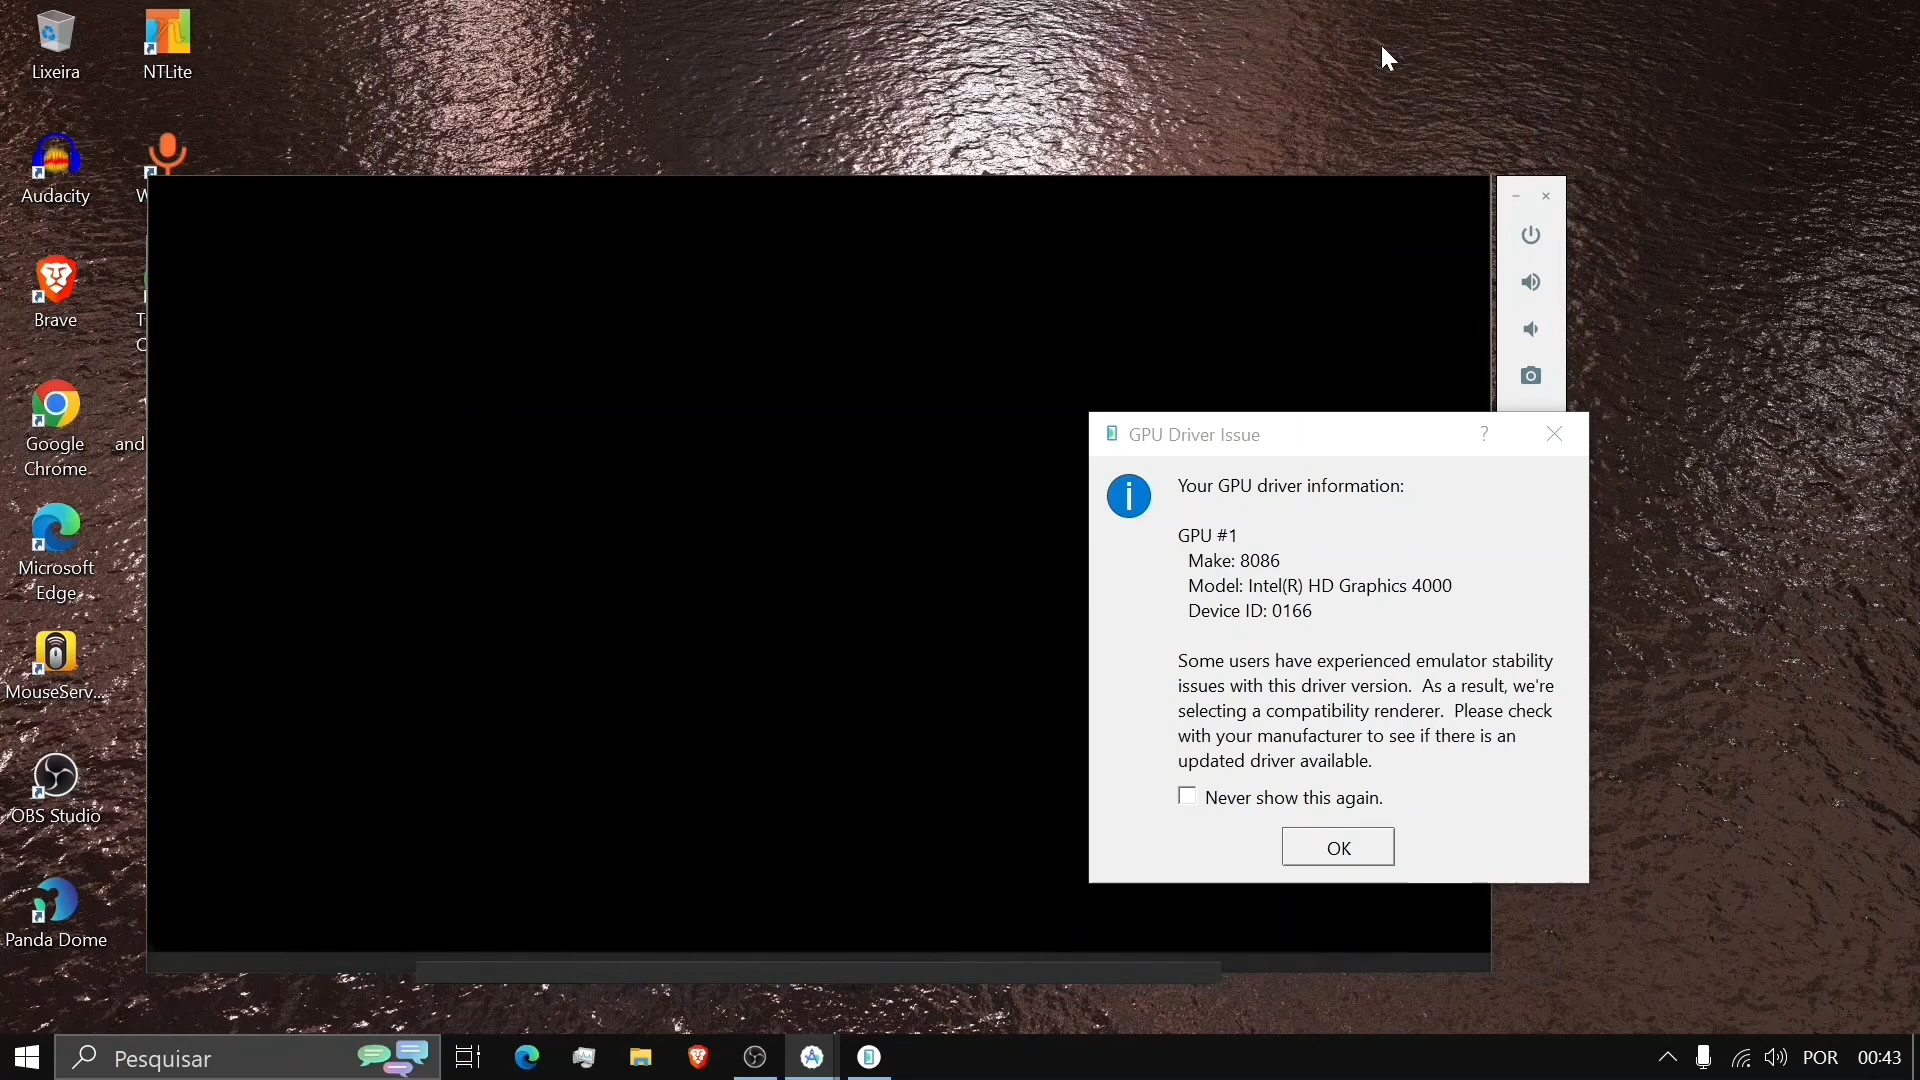 Lixeira
NTLite
Audacity
W
Brave
T
C
Google
Chrome
and
Microsoft
Edge
MouseServ...
OBS Studio
Panda Dome
GPU Driver Issue
?
Your GPU driver information:
GPU #1
Make: 8086
Model: Intel(R) HD Graphics 4000
Device ID: 0166
Some users have experienced emulator stability
issues with this driver version.  As a result, we're
selecting a compatibility renderer.  Please check
with your manufacturer to see if there is an
updated driver available.
Never show this again.
OK
Pesquisar
POR
00:43